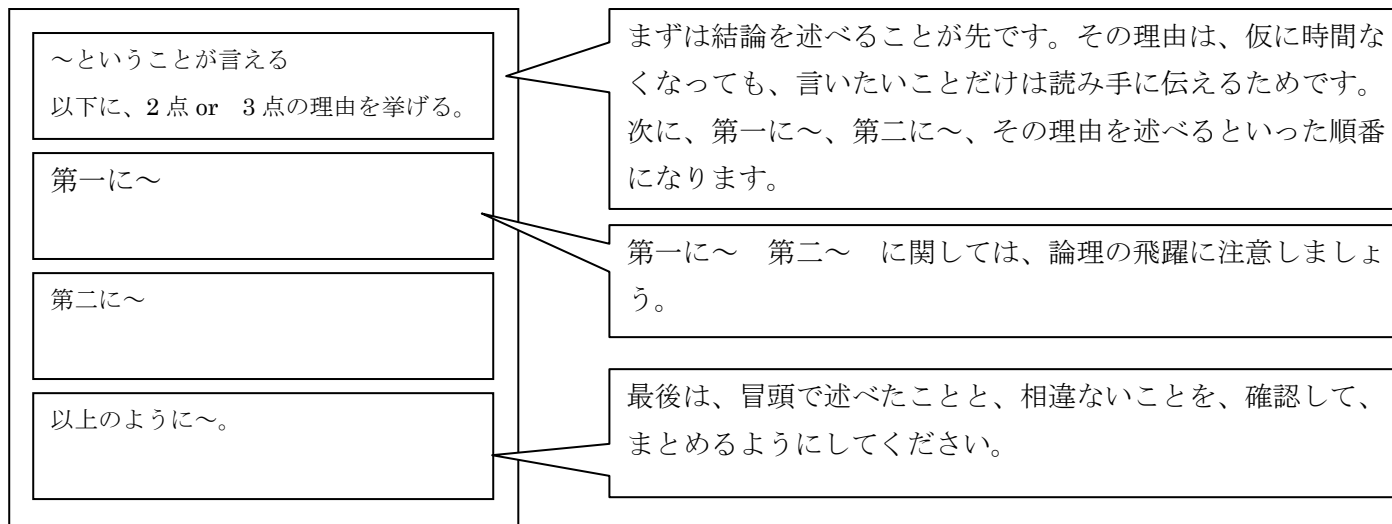 ～ということが言える
以下に、2点 or　3点の理由を挙げる。
まずは結論を述べることが先です。その理由は、仮に時間な
くなっても、言いたいことだけは読み手に伝えるためです。
次に、第一に～、第二に～、その理由を述べるといった順番
になります。
第一に～
第一に～　第二～　に関しては、論理の飛躍に注意しましょ
う。
第二に～
以上のように～。
最後は、冒頭で述べたことと、相違ないことを、確認して、
まとめるようにしてください。